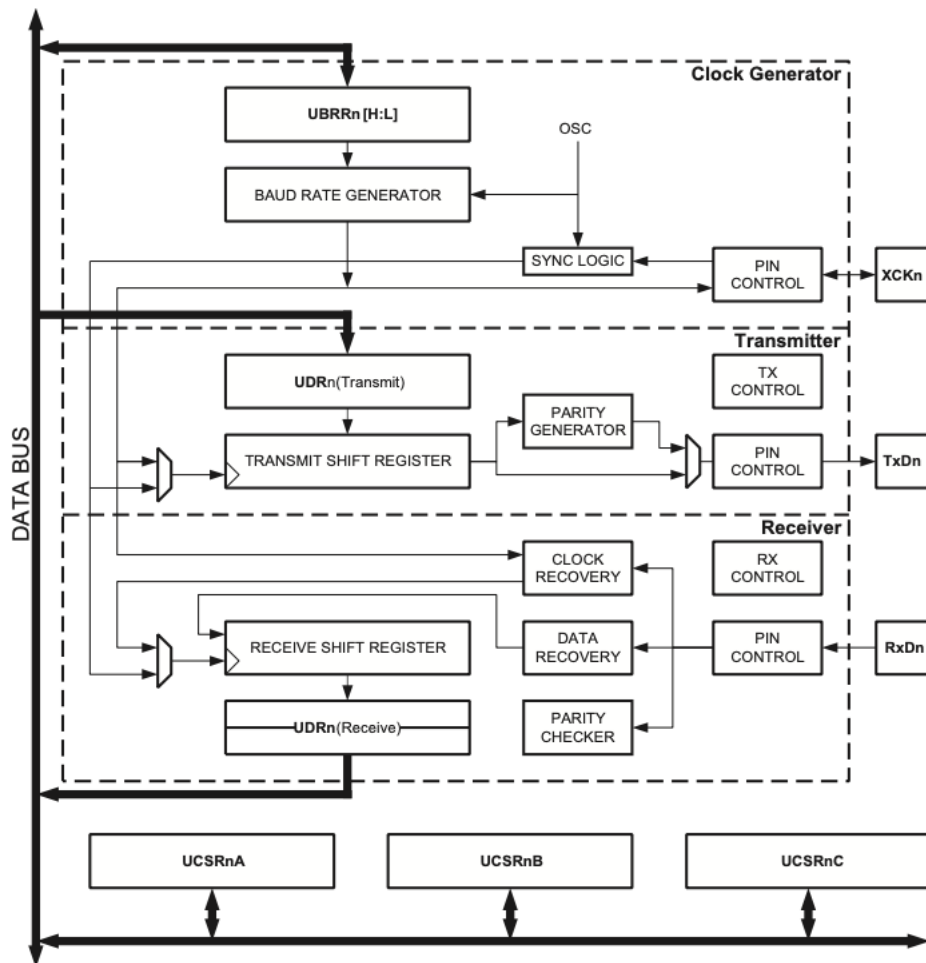 Clock Generator
UBRRn [H:L]
OSC
BAUD RATE GENERATOR
SYNC LOGIC
PIN
CONTROL
XCKn
Transmitter
UDRn(Transmit)
TX
CONTROL
PARITY
GENERATOR
TRANSMIT SHIFT REGISTER
PIN
CONTROL
TxDn
DATA BUS
Receiver
CLOCK
RECOVERY
RX
CONTROL
RECEIVE SHIFT REGISTER
DATA
RECOVERY
PIN
CONTROL
RxDn
UDRn(Receive)
PARITY
CHECKER
UCSRnA
UCSRnB
UCSRnC